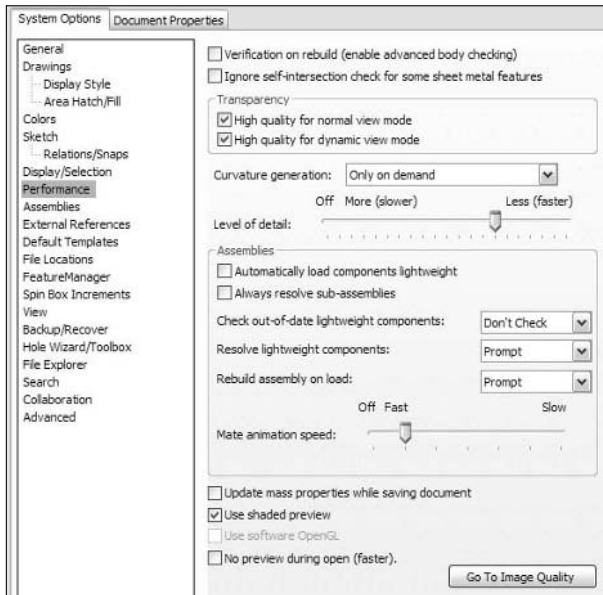 System Options
Document Properties
General
Drawings
Display Style
Area Hatch/Fill
Colors
Sketch
Relations/Snaps
Display/Selection
Performance
Assemblies
External References
Default Templates
File Locations
FeatureManager
Spin Box Increments
View
Backup/Recover
Hole Wizard/Toolbox
File Explorer
Search
Collaboration
Advanced
Verification on rebuild (enable advanced body checking)
Ignore self-intersection check for some sheet metal features
Transparency
High quality for normal view mode
High quality for dynamic view mode
Curvature generation: Only on demand
Off More (slower) Less (faster)
Level of detail:
Assemblies
Automatically load components lightweight
Always resolve sub-assemblies
Check out-of-date lightweight components: Don't Check
Resolve lightweight components: Prompt
Rebuild assembly on load: Prompt
Off Fast Slow
Mate animation speed:
Update mass properties while saving document
Use shaded preview
Use software OpenGL
No preview during open (faster).
Go To Image Quality